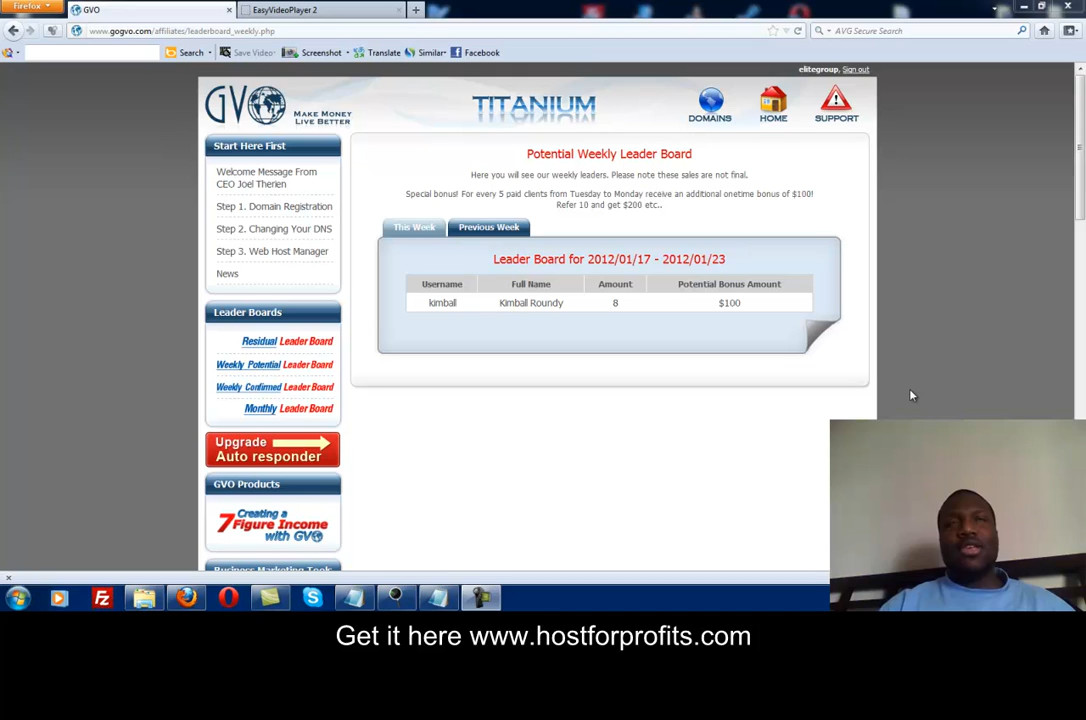 Firefox
GVO
EasyVideoPlayer 2
www.gogvo.com/affiliates/leaderboard_weekly.php
AVG Secure Search
Search
Save Video
Screenshot
Translate
Similar
Facebook
elitegroup, Sign out
GVO
MAKE MONEY
LIVE BETTER
TITANIUM
DOMAINS
HOME
SUPPORT
Start Here First
Welcome Message From
CEO Joel Therien
Step 1. Domain Registration
Step 2. Changing Your DNS
Step 3. Web Host Manager
News
Leader Boards
Residual Leader Board
Weekly Potential Leader Board
Weekly Confirmed Leader Board
Monthly Leader Board
Upgrade
Auto responder
GVO Products
Creating a
7 Figure Income
with GVO
Business Marketing Tools
Potential Weekly Leader Board
Here you will see our weekly leaders. Please note these sales are not final.
Special bonus! For every 5 paid clients from Tuesday to Monday receive an additional onetime bonus of $100!
Refer 10 and get $200 etc..
This Week
Previous Week
Leader Board for 2012/01/17 - 2012/01/23
Username Full Name Amount Potential Bonus Amount
kimball Kimball Roundy 8 $100
Get it here www.hostforprofits.com